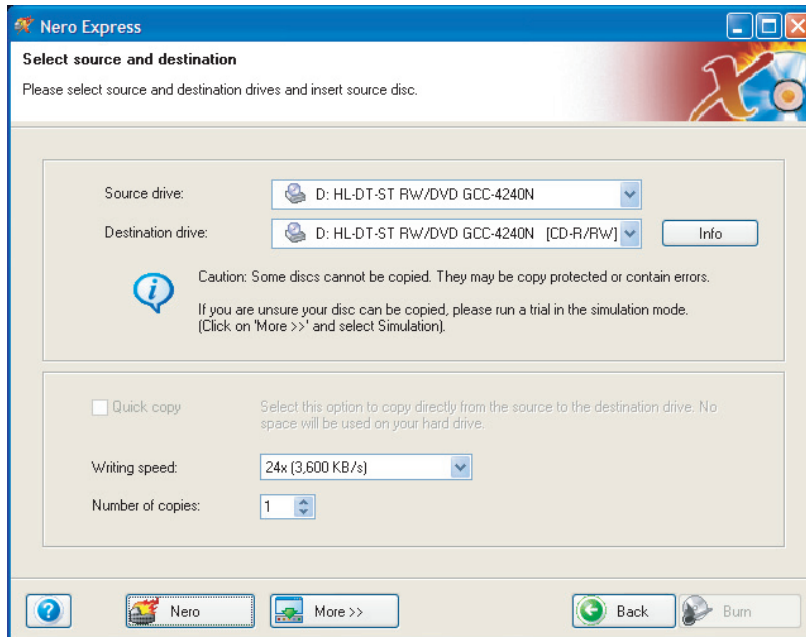 Nero Express
Select source and destination
Please select source and destination drives and insert source disc.
Source drive: D: HL-DT-ST RW/DVD GCC-4240N
Destination drive: D: HL-DT-ST RW/DVD GCC-4240N [CD-R/RW] Info
Caution: Some discs cannot be copied. They may be copy protected or contain errors.
If you are unsure your disc can be copied, please run a trial in the simulation mode.
(Click on 'More >>' and select Simulation).
Quick copy Select this option to copy directly from the source to the destination drive. No
space will be used on your hard drive.
Writing speed: 24x (3,600 KB/s)
Number of copies: 1
Nero More >> Back Burn